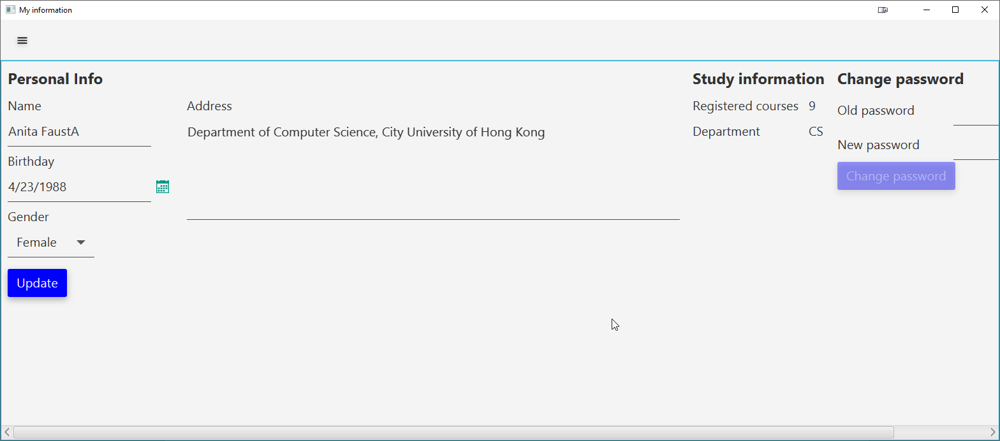 My information
Personal Info
Name
Anita FaustA
Birthday
4/23/1988
Gender
Female
Update
Address
Department of Computer Science, City University of Hong Kong
Study information
Registered courses 9
Department CS
Change password
Old password
New password
Change password